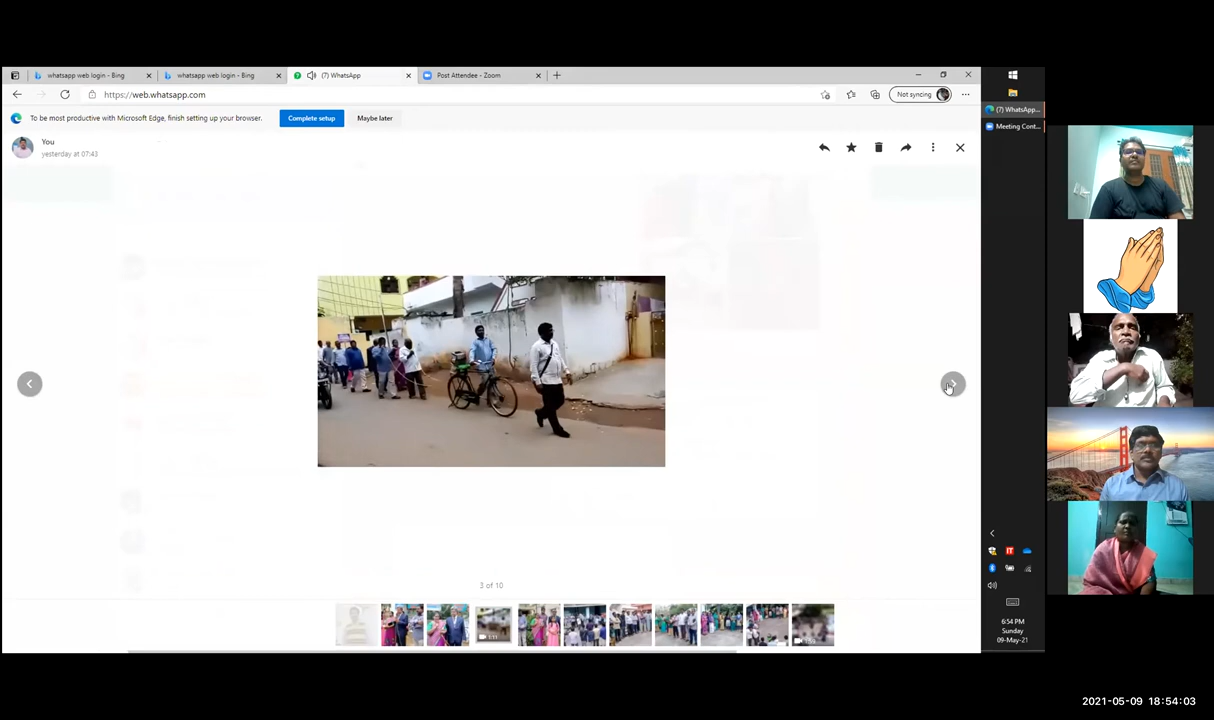 whatsapp web login - Bing
whatsapp web login - Bing
(7) WhatsApp
Post Attendee - Zoom
https://web.whatsapp.com
Not syncing
To be most productive with Microsoft Edge, finish setting up your browser.
Complete setup
Maybe later
You
yesterday at 07:43
(7) WhatsApp...
Meeting Cont...
3 of 10
1:11
IT
6:54 PM
Sunday
09-May-21
2021-05-09 18:54:03